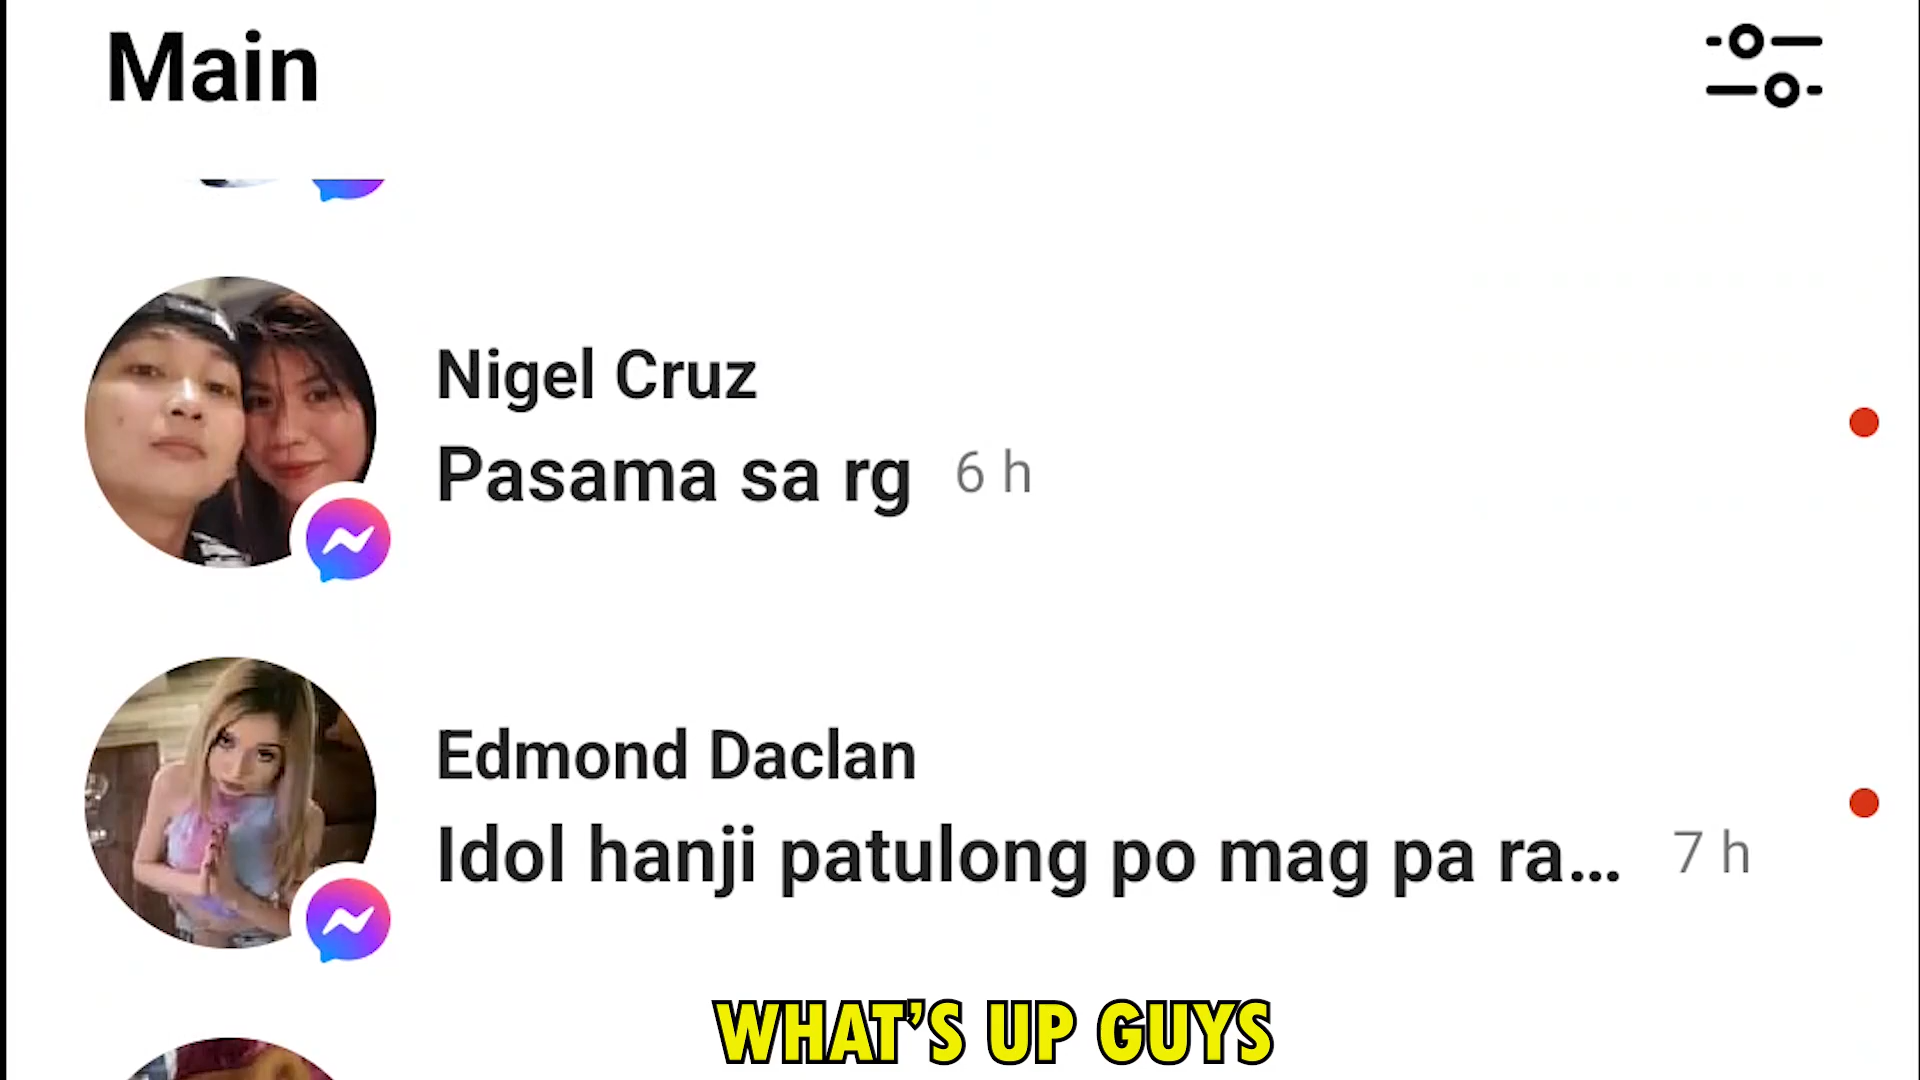 Main
Nigel Cruz
Pasama sa rg 6 h
Edmond Daclan
Idol hanji patulong po mag pa ra... 7 h
WHAT'S UP GUYS